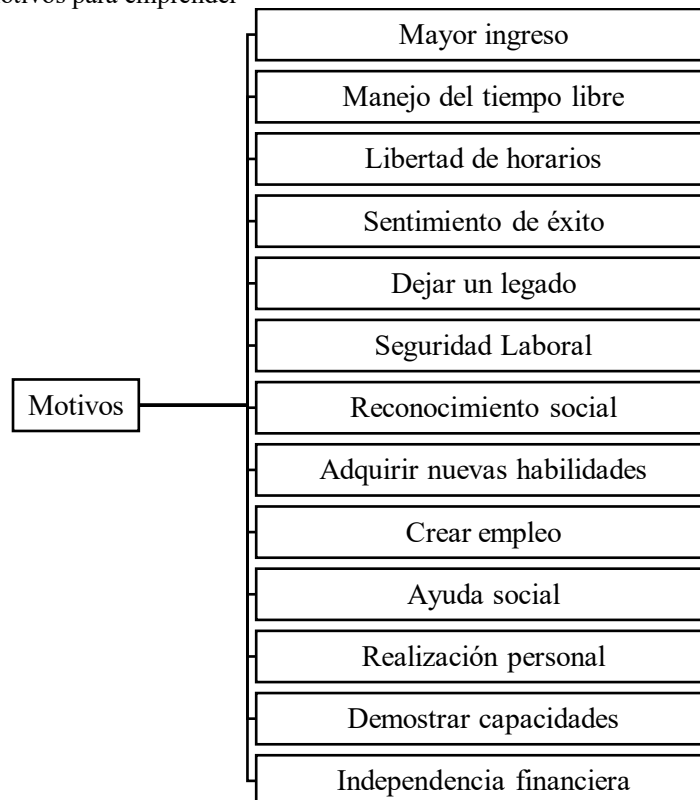 otivos para emprender
Mayor ingreso
Manejo del tiempo libre
Libertad de horarios
Sentimiento de éxito
Dejar un legado
Seguridad Laboral
Motivos
Reconocimiento social
Adquirir nuevas habilidades
Crear empleo
Ayuda social
Realización personal
Demostrar capacidades
Independencia financiera